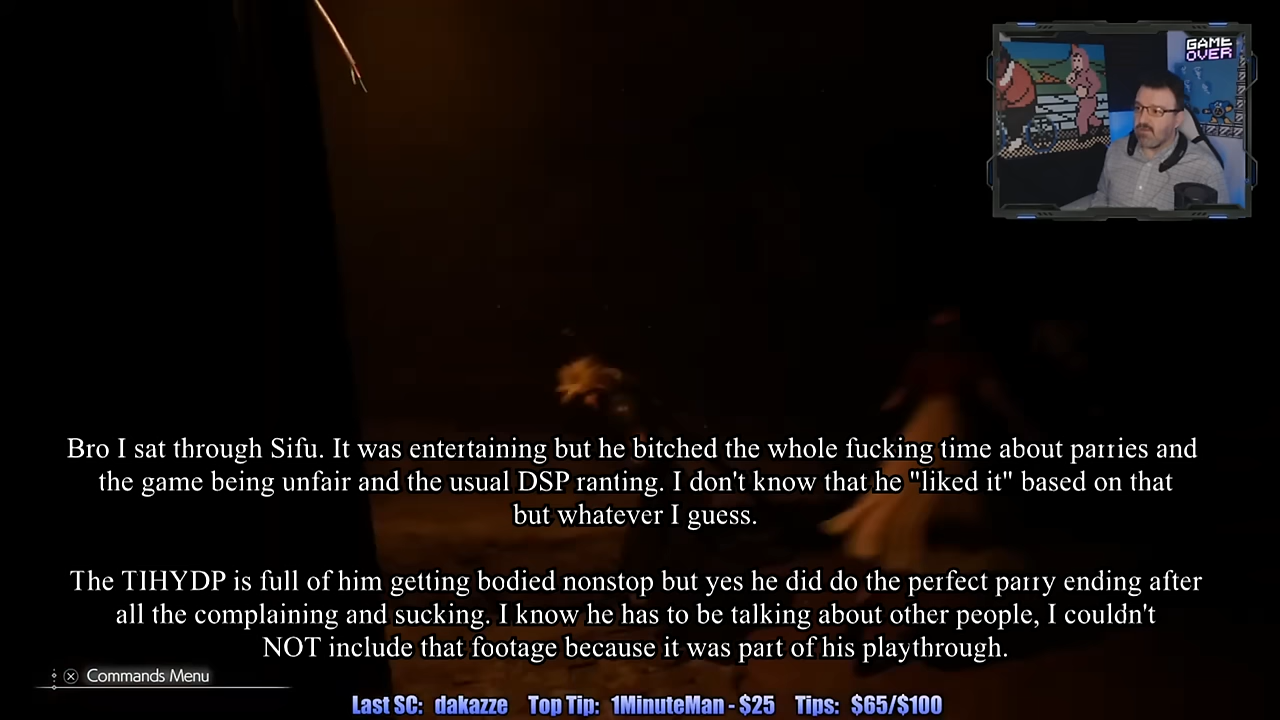 GAME
OVER
Bro I sat through Sifu. It was entertaining but he bitched the whole fucking time about parries and
the game being unfair and the usual DSP ranting. I don't know that he "liked it" based on that
but whatever I guess.
The TIHYDP is full of him getting bodied nonstop but yes he did do the perfect parry ending after
all the complaining and sucking. I know he has to be talking about other people, I couldn't
NOT include that footage because it was part of his playthrough.
Commands Menu
Last SC: dakazze Top Tip: 1MinuteMan - $25 Tips: $65/$100